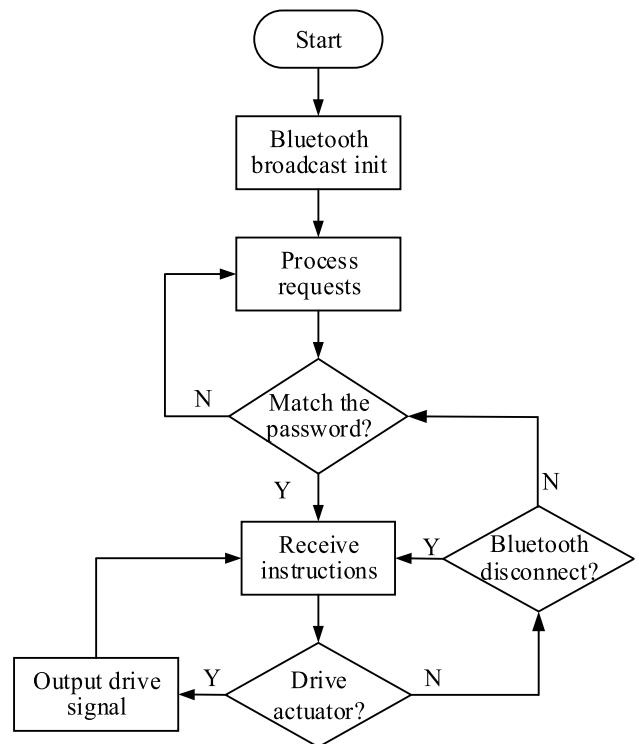 Start
Bluetooth
broadcast init
Process
requests
N
Match the
password?
Y
N
Receive
instructions
Y
Bluetooth
disconnect?
Output drive
signal
Y
Drive
actuator?
N